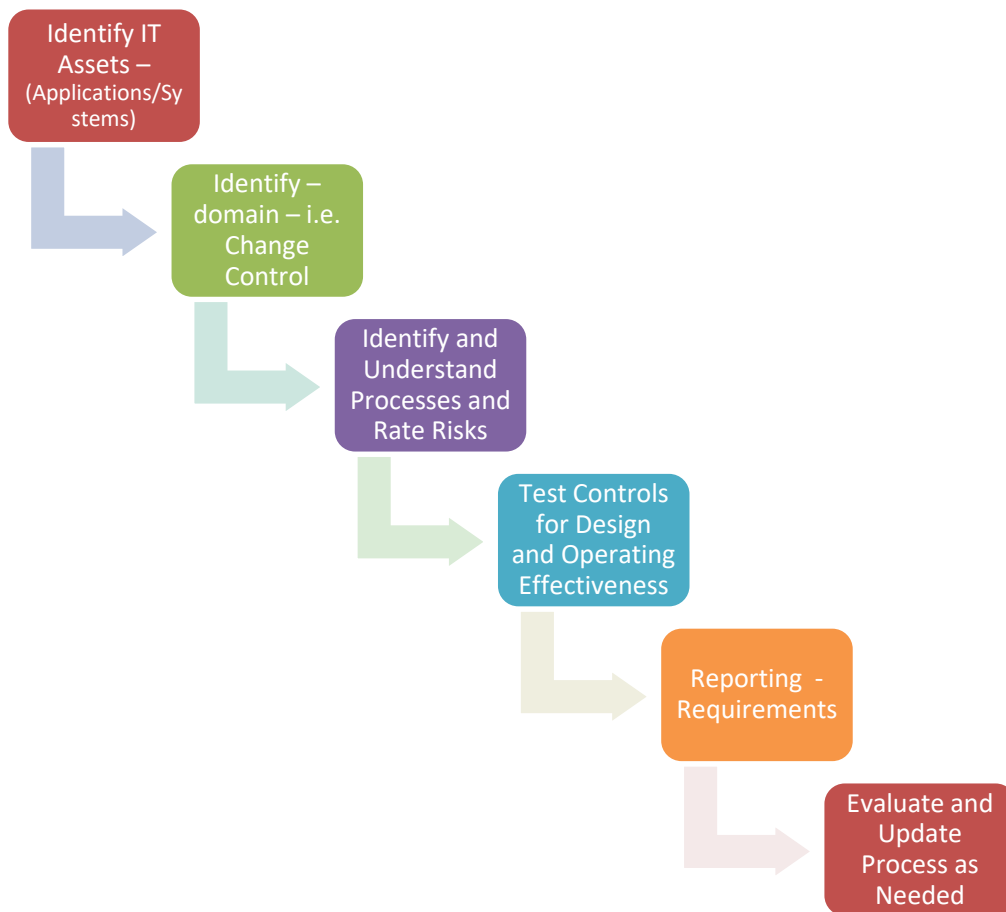 Identify IT
Assets –
(Applications/Sy
stems)
Identify –
domain – i.e.
Change
Control
Identify and
Understand
Processes and
Rate Risks
Test Controls
for Design
and Operating
Effectiveness
Reporting -
Requirements
Evaluate and
Update
Process as
Needed